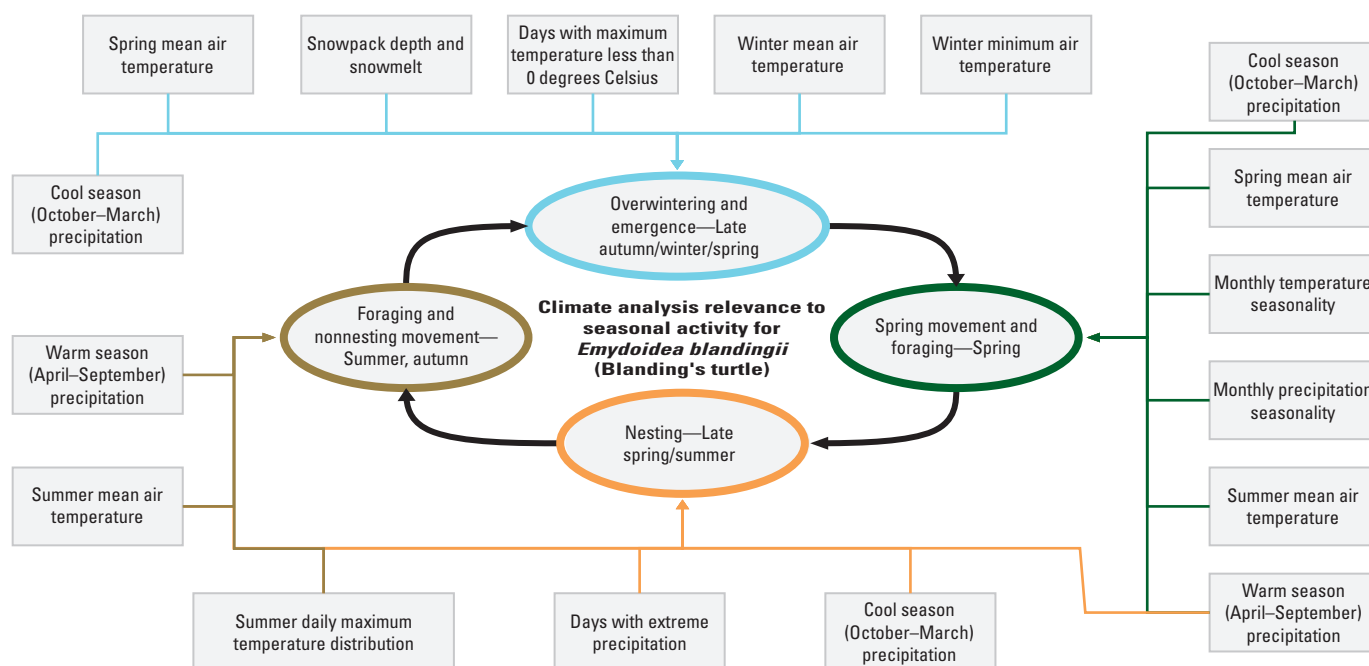 Spring mean air
temperature
Snowpack depth and
snowmelt
Days with maximum
temperature less than
0 degrees Celsius
Winter mean air
temperature
Winter minimum air
temperature
Cool season
(October–March)
precipitation
Cool season
(October–March)
precipitation
Overwintering and
emergence—Late
autumn/winter/spring
Spring mean air
temperature
Monthly temperature
seasonality
Foraging and
nonnesting movement—
Summer, autumn
Climate analysis relevance to
seasonal activity for
Emydoidea blandingii
(Blanding's turtle)
Spring movement and
foraging—Spring
Warm season
(April–September)
precipitation
Monthly precipitation
seasonality
Nesting—Late
spring/summer
Summer mean air
temperature
Summer mean air
temperature
Summer daily maximum
temperature distribution
Days with extreme
precipitation
Cool season
(October–March)
precipitation
Warm season
(April–September)
precipitation